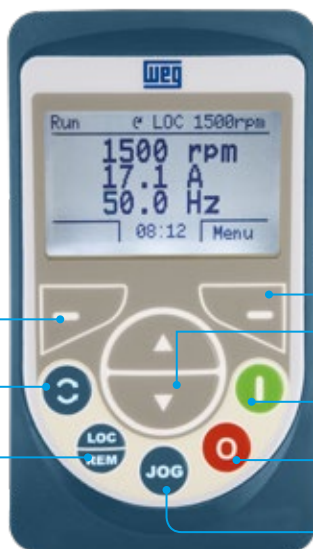 weg
Run LOC 1500rpm
1500 rpm
17.1 A
50.0 Hz
08:12 Menu
LOC
REM
JOG